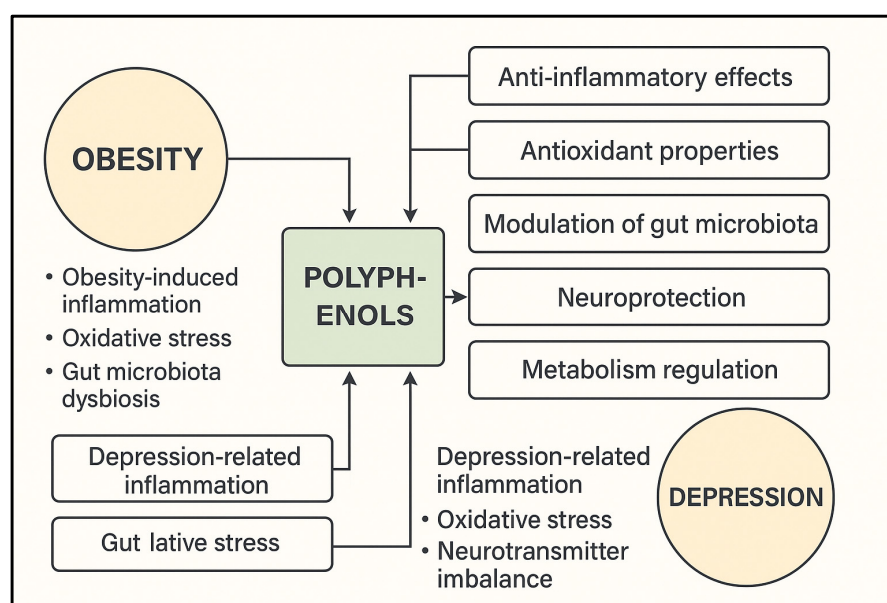 OBESITY
• Obesity-induced
inflammation
• Oxidative stress
• Gut microbiota
dysbiosis
Depression-related
inflammation
Gut lative stress
POLYPH-
ENOLS
Anti-inflammatory effects
Antioxidant properties
Modulation of gut microbiota
Neuroprotection
Metabolism regulation
Depression-related
inflammation
• Oxidative stress
• Neurotransmitter
imbalance
DEPRESSION